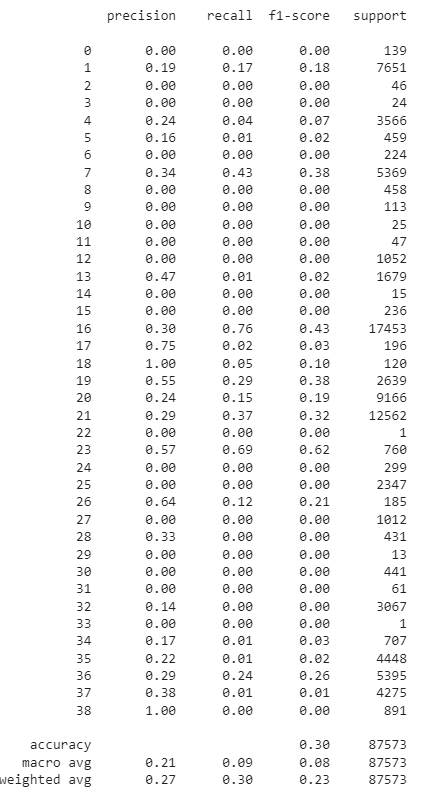 precision recall f1-score support
0 0.00 0.00 0.00 139
1 0.19 0.17 0.18 7651
2 0.00 0.00 0.00 46
3 0.00 0.00 0.00 24
4 0.24 0.04 0.07 3566
5 0.16 0.01 0.02 459
6 0.00 0.00 0.00 224
7 0.34 0.43 0.38 5369
8 0.00 0.00 0.00 458
9 0.00 0.00 0.00 113
10 0.00 0.00 0.00 25
11 0.00 0.00 0.00 47
12 0.00 0.00 0.00 1052
13 0.47 0.01 0.02 1679
14 0.00 0.00 0.00 15
15 0.00 0.00 0.00 236
16 0.30 0.76 0.43 17453
17 0.75 0.02 0.03 196
18 1.00 0.05 0.10 120
19 0.55 0.29 0.38 2639
20 0.24 0.15 0.19 9166
21 0.29 0.37 0.32 12562
22 0.00 0.00 0.00 1
23 0.57 0.69 0.62 760
24 0.00 0.00 0.00 299
25 0.00 0.00 0.00 2347
26 0.64 0.12 0.21 185
27 0.00 0.00 0.00 1012
28 0.33 0.00 0.00 431
29 0.00 0.00 0.00 13
30 0.00 0.00 0.00 441
31 0.00 0.00 0.00 61
32 0.14 0.00 0.00 3067
33 0.00 0.00 0.00 1
34 0.17 0.01 0.03 707
35 0.22 0.01 0.02 4448
36 0.29 0.24 0.26 5395
37 0.38 0.01 0.01 4275
38 1.00 0.00 0.00 891
accuracy 0.30 87573
macro avg 0.21 0.09 0.08 87573
weighted avg 0.27 0.30 0.23 87573